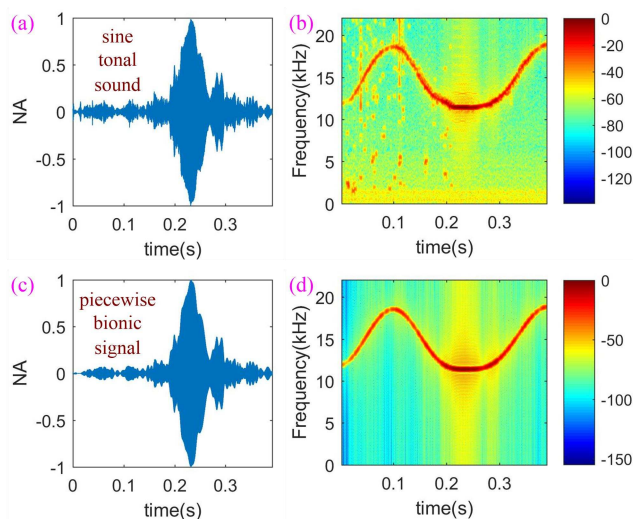 (a)
1
0.5
0
-0.5
-1
NA
sine
tonal
sound
0 0.1 0.2 0.3
time(s)
(b)
20
15
10
5
0
Frequency(kHz)
0.1 0.2 0.3
time(s)
0
-20
-40
-60
-80
-100
-120
(c)
1
0.5
0
-0.5
-1
NA
piecewise
bionic
signal
0 0.1 0.2 0.3
time(s)
(d)
20
15
10
5
0
Frequency(kHz)
0.1 0.2 0.3
time(s)
0
-50
-100
-150